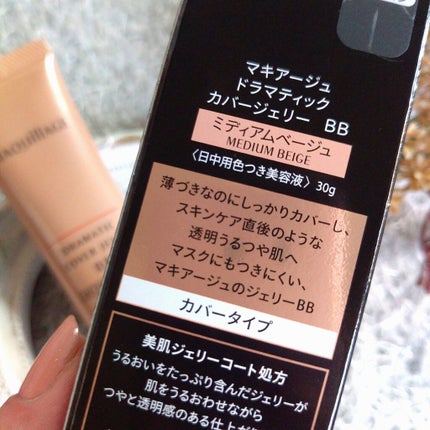 マキアージュ
ドラマティック
カバージェリー BB
ミディアムベージュ
MEDIUM BEIGE
〈日中用色つき美容液〉30g
薄づきなのにしっかりカバーし、
スキンケア直後のような
透明うるつや肌へ
マスクにもつきにくい、
マキアージュのジェリーBB
カバータイプ
美肌ジェリーコート処方
うるおいをたっぷり含んだジェリーが
肌をうるおわせながら
つやと透明感のある仕上が
DRAMATIC
COVER